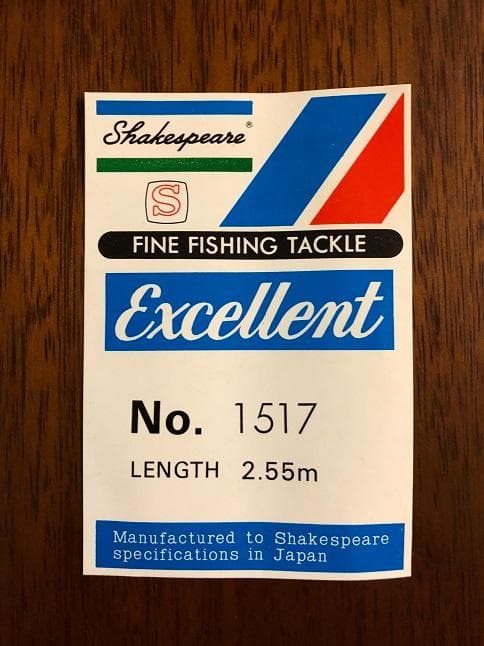 Shakespeare®
S
FINE FISHING TACKLE
Excellent
No. 1517
LENGTH 2.55m
Manufactured to Shakespeare
specifications in Japan